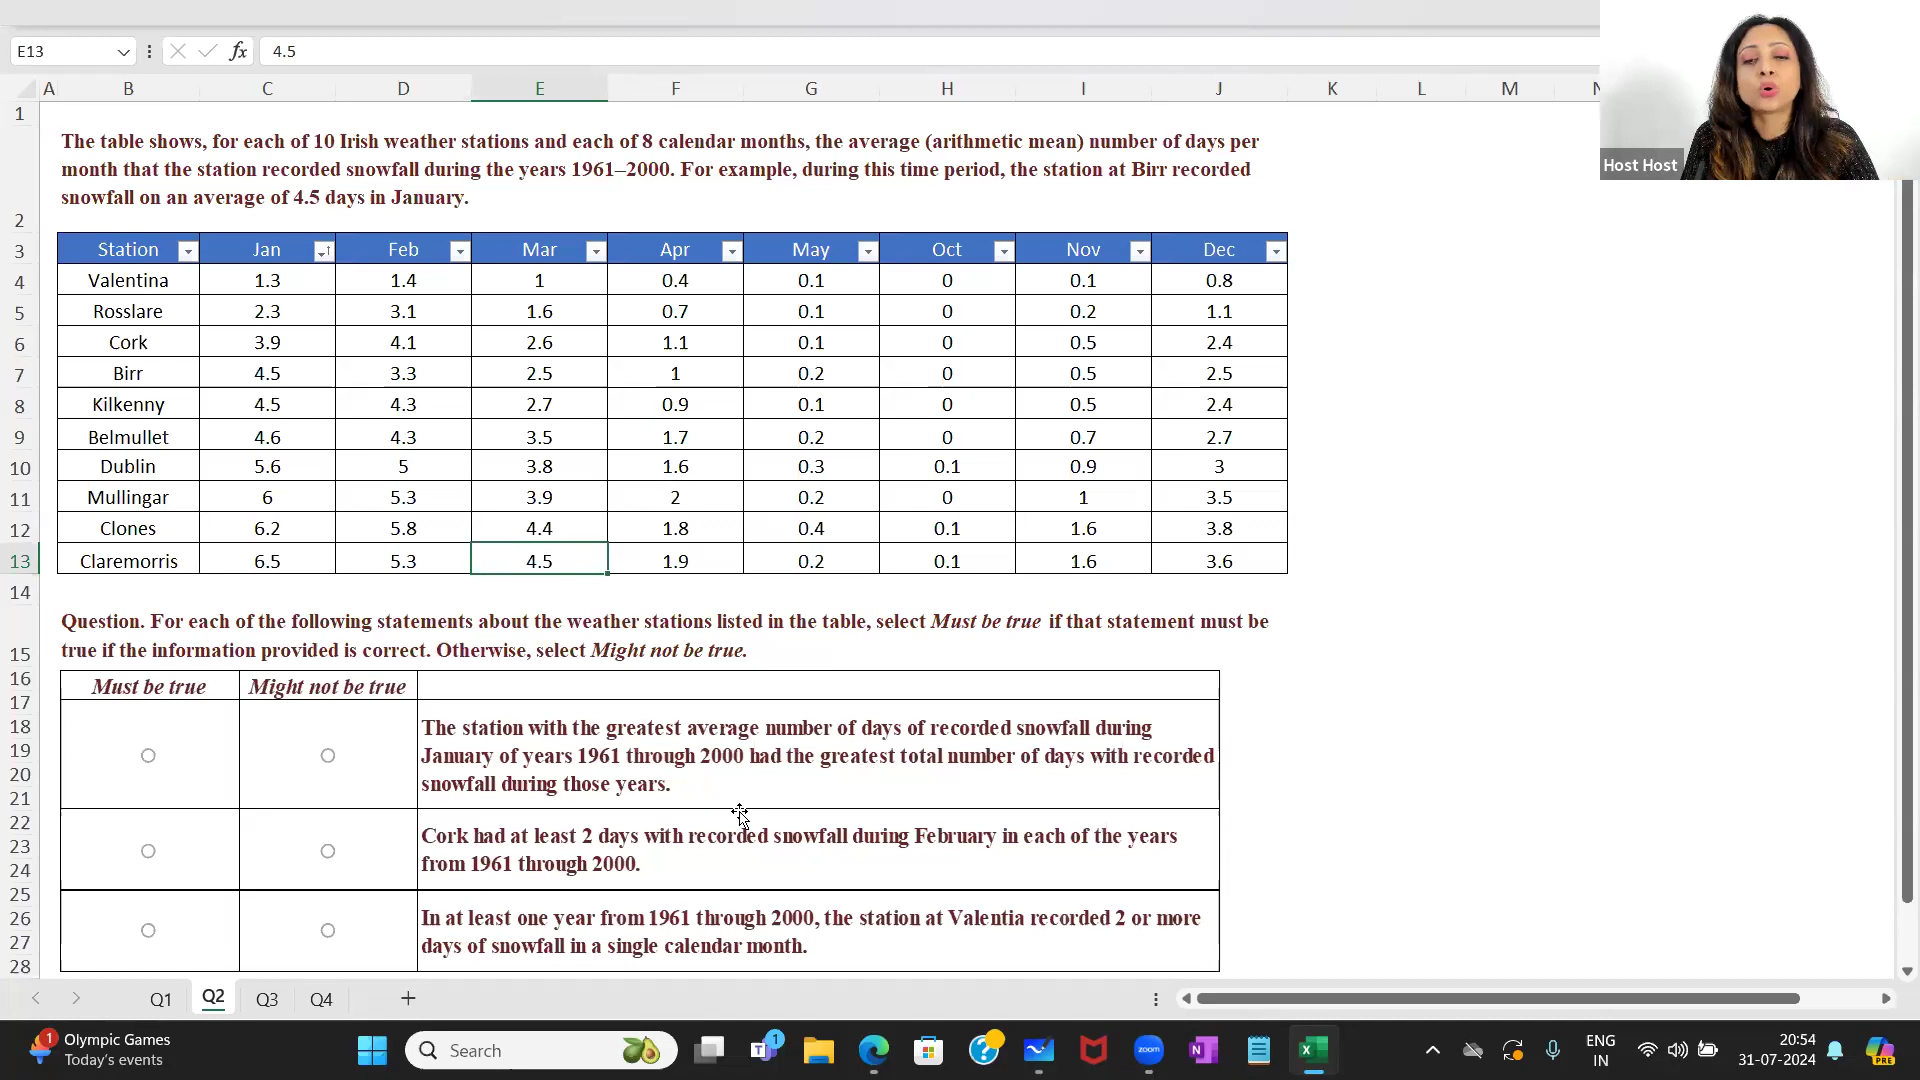 E13
fx
4.5
A B C D E F G H I J K L M N
1
The table shows, for each of 10 Irish weather stations and each of 8 calendar months, the average (arithmetic mean) number of days per
month that the station recorded snowfall during the years 1961–2000. For example, during this time period, the station at Birr recorded
snowfall on an average of 4.5 days in January.
Host Host
2
3 Station Jan Feb Mar Apr May Oct Nov Dec
4 Valentina 1.3 1.4 1 0.4 0.1 0 0.1 0.8
5 Rosslare 2.3 3.1 1.6 0.7 0.1 0 0.2 1.1
6 Cork 3.9 4.1 2.6 1.1 0.1 0 0.5 2.4
7 Birr 4.5 3.3 2.5 1 0.2 0 0.5 2.5
8 Kilkenny 4.5 4.3 2.7 0.9 0.1 0 0.5 2.4
9 Belmullet 4.6 4.3 3.5 1.7 0.2 0 0.7 2.7
10 Dublin 5.6 5 3.8 1.6 0.3 0.1 0.9 3
11 Mullingar 6 5.3 3.9 2 0.2 0 1 3.5
12 Clones 6.2 5.8 4.4 1.8 0.4 0.1 1.6 3.8
13 Claremorris 6.5 5.3 4.5 1.9 0.2 0.1 1.6 3.6
14
Question. For each of the following statements about the weather stations listed in the table, select Must be true if that statement must be
15
true if the information provided is correct. Otherwise, select Might not be true.
16
Must be true Might not be true
17
18
The station with the greatest average number of days of recorded snowfall during
19
January of years 1961 through 2000 had the greatest total number of days with recorded
20
snowfall during those years.
21
22
Cork had at least 2 days with recorded snowfall during February in each of the years
23
from 1961 through 2000.
24
25
26
In at least one year from 1961 through 2000, the station at Valentia recorded 2 or more
27
days of snowfall in a single calendar month.
28
Q1 Q2 Q3 Q4 +
1
Olympic Games
Today's events
Search
1
zoom
ENG
IN
20:54
31-07-2024
PRE